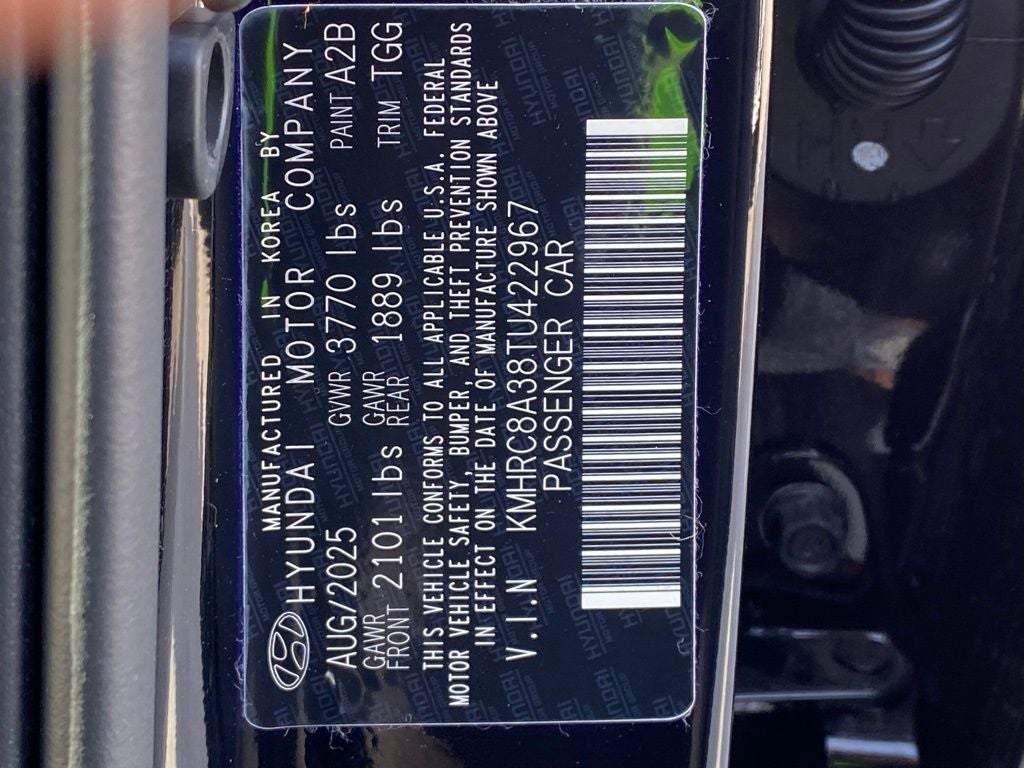 MANUFACTURED IN KOREA BY
HYUNDAI MOTOR COMPANY
AUG/2025 GVWR 3770 lbs PAINT A2B
GAWR FRONT 2101 lbs GAWR REAR 1889 lbs TRIM TGG
THIS VEHICLE CONFORMS TO ALL APPLICABLE U.S.A. FEDERAL
MOTOR VEHICLE SAFETY, BUMPER, AND THEFT PREVENTION STANDARDS
IN EFFECT ON THE DATE OF MANUFACTURE SHOWN ABOVE
V.I.N KMHRC8A38TU422967
PASSENGER CAR